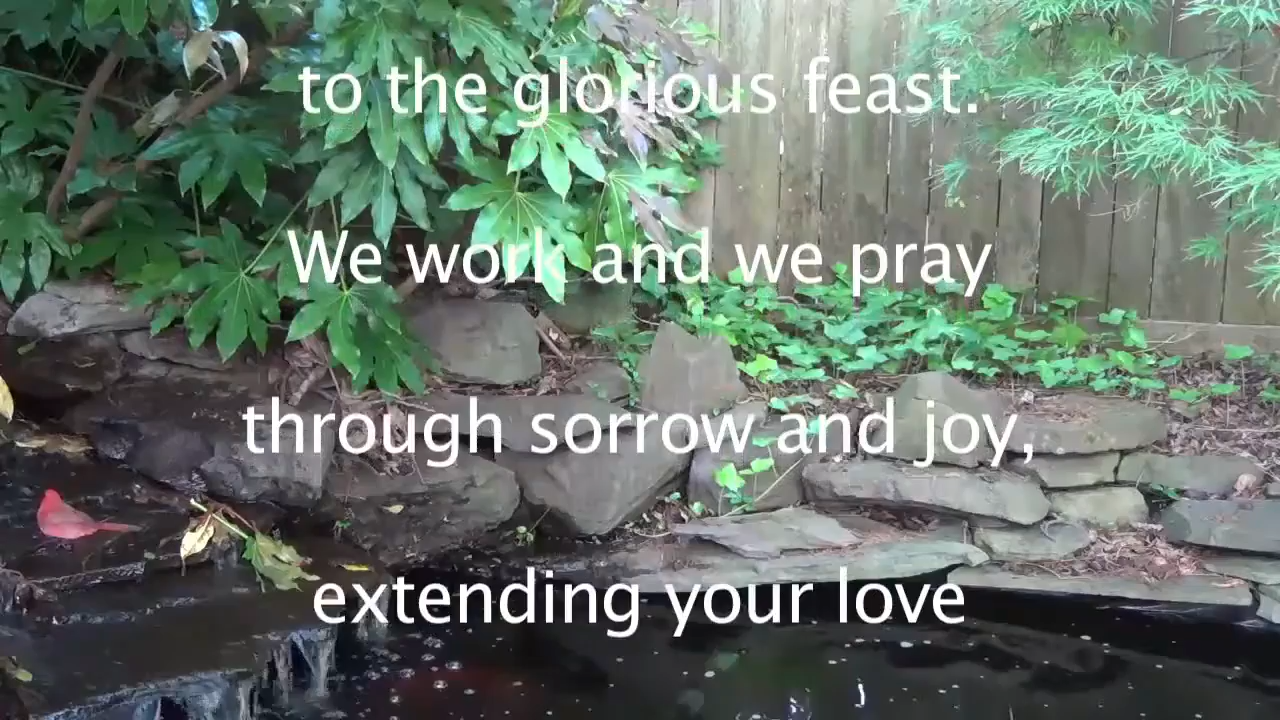 to the glorious feast.
We work and we pray
through sorrow and joy,
extending your love